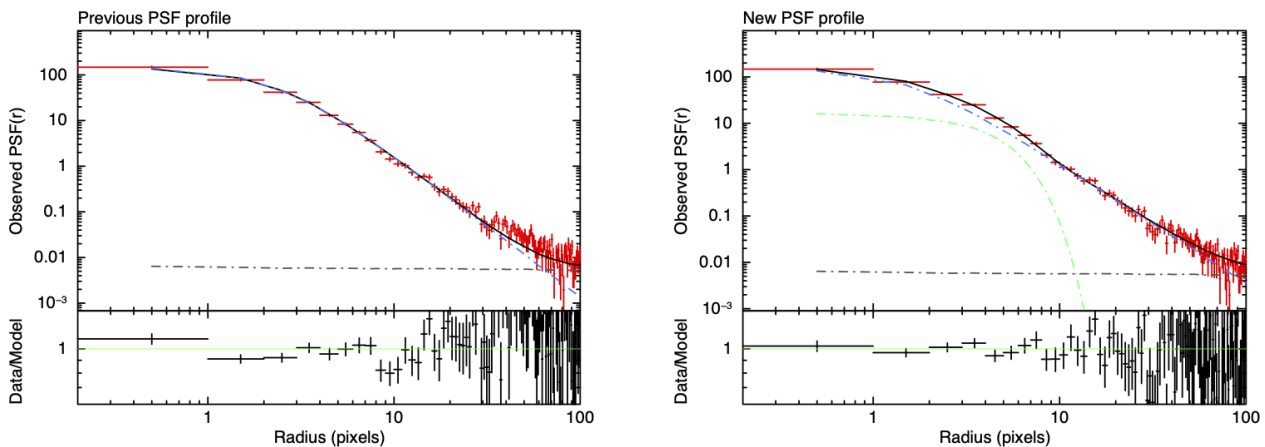 Previous PSF profile
Observed PSF(r)
100
10
1
0.1
0.01
10⁻³
Data/Model
1
1
10
100
Radius (pixels)
New PSF profile
Observed PSF(r)
100
10
1
0.1
0.01
10⁻³
Data/Model
1
1
10
100
Radius (pixels)